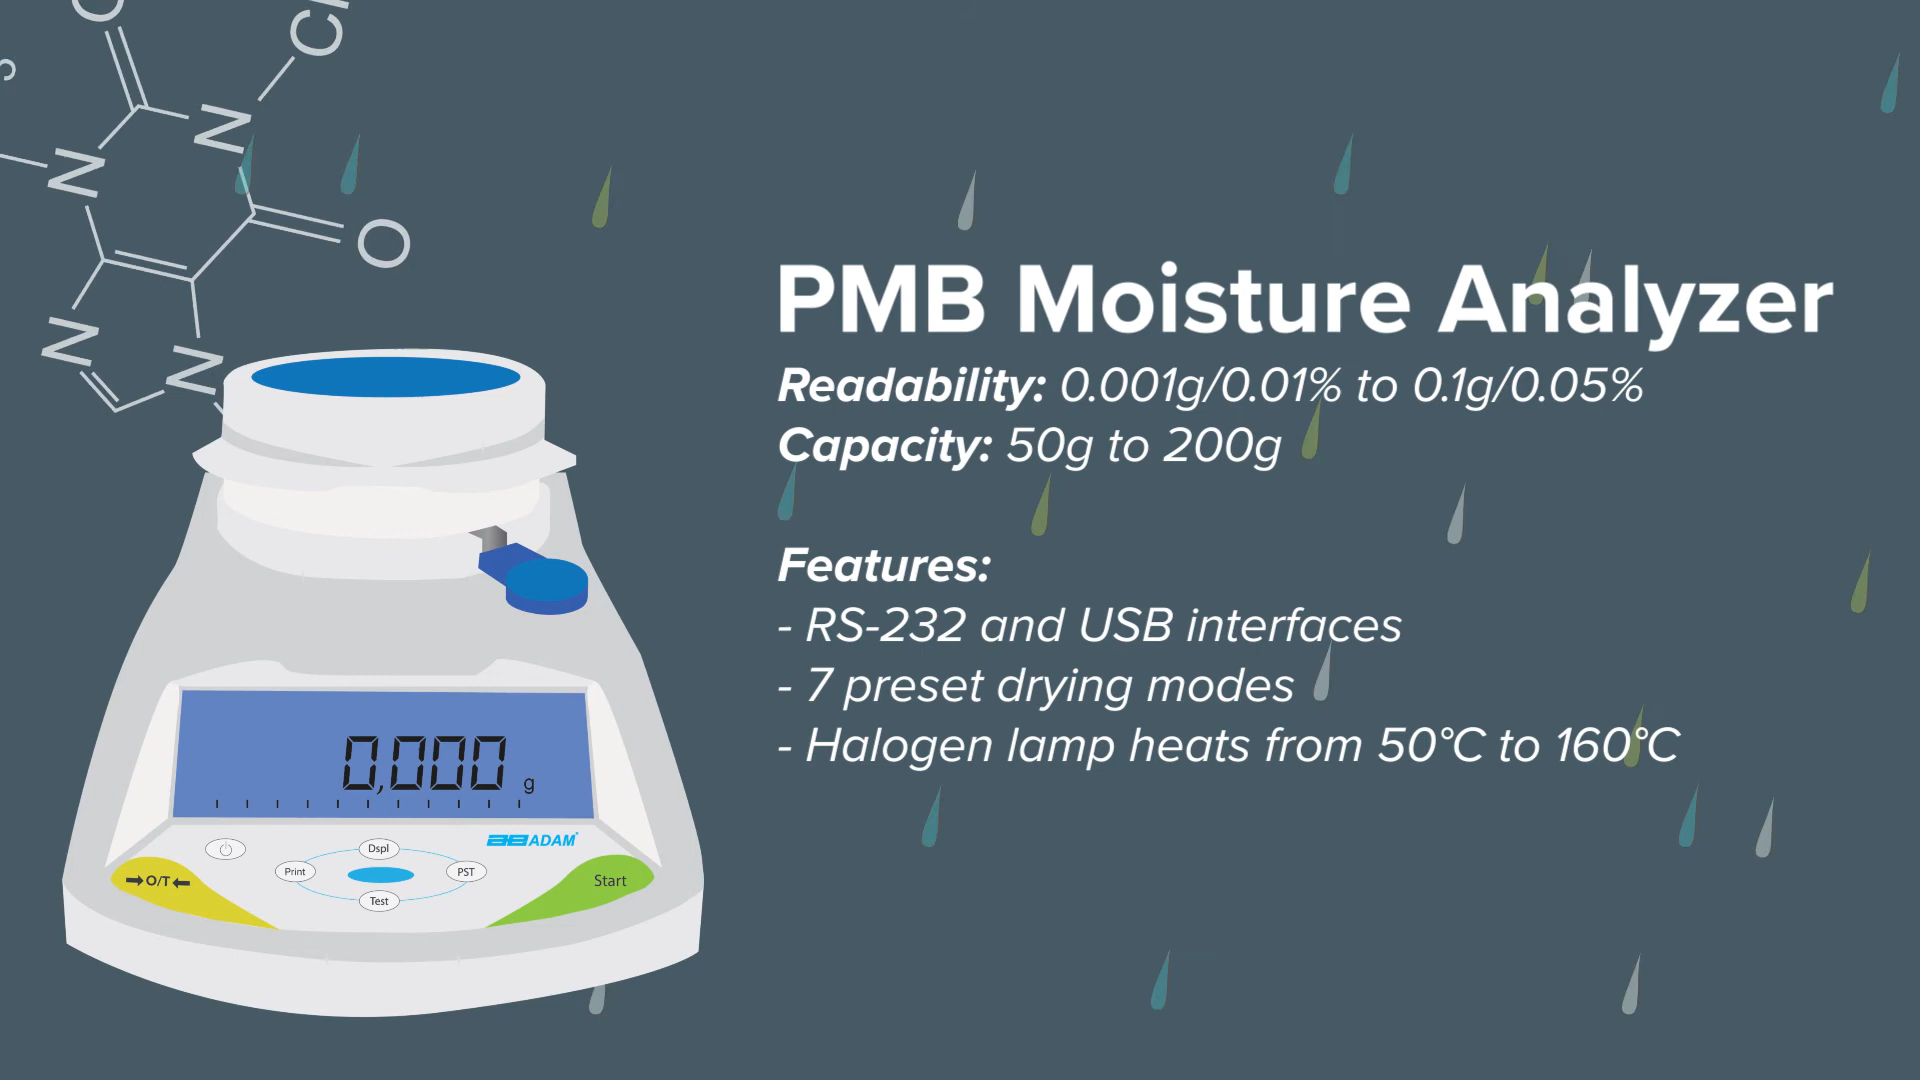 O
CH
3
N
N
O
N
N
PMB Moisture Analyzer
Readability: 0.001g/0.01% to 0.1g/0.05%
Capacity: 50g to 200g
Features:
- RS-232 and USB interfaces
- 7 preset drying modes
- Halogen lamp heats from 50°C to 160°C
0,000 g
ADAM
Dspl
Print
PST
Test
O/T
Start